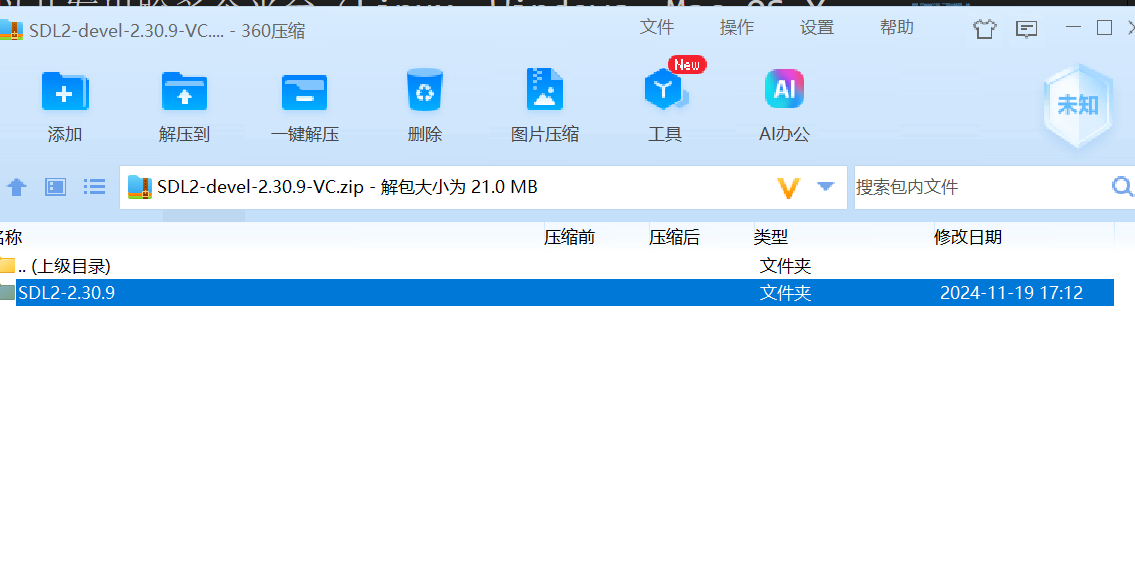 SDL2-devel-2.30.9-VC.... - 360压缩
文件 操作 设置 帮助
New
添加 解压到 一键解压 删除 图片压缩 工具 AI办公
AI
未知
SDL2-devel-2.30.9-VC.zip - 解包大小为 21.0 MB
搜索包内文件
名称 压缩前 压缩后 类型 修改日期
.. (上级目录) 文件夹
SDL2-2.30.9 文件夹 2024-11-19 17:12